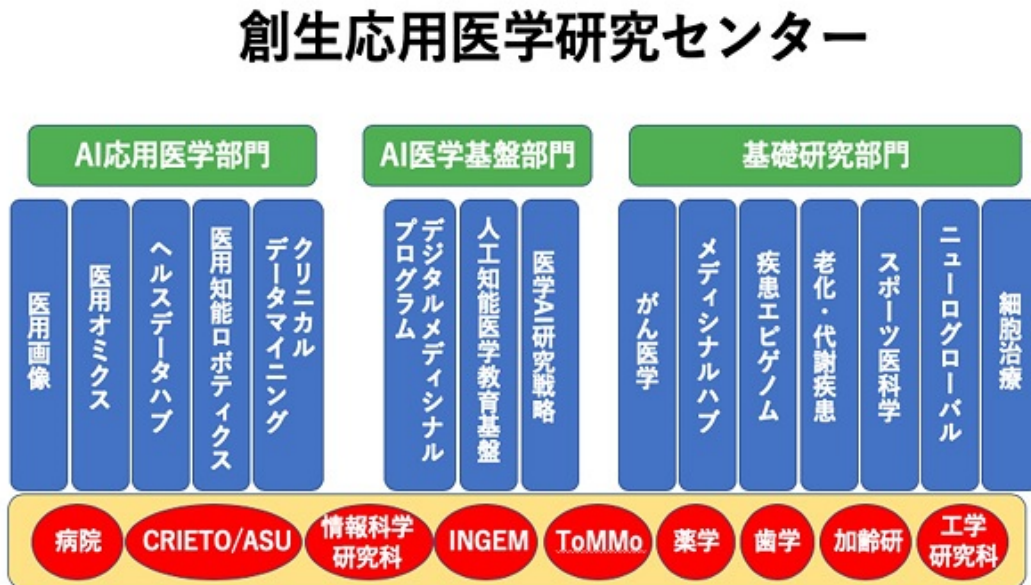 創生応用医学研究センター
AI応用医学部門
AI医学基盤部門
基礎研究部門
医用画像
医用オミクス
ヘルスデータハブ
医用知能ロボティクス
クリニカル
データマイニング
デジタルメディシナル
プログラム
人工知能医学教育基盤
医学AI研究戦略
がん医学
メディシナルハブ
疾患エピゲノム
老化・代謝疾患
スポーツ医科学
ニューログローバル
細胞治療
病院
CRIETO/ASU
情報科学
研究科
INGEM
ToMMo
薬学
歯学
加齢研
工学
研究科